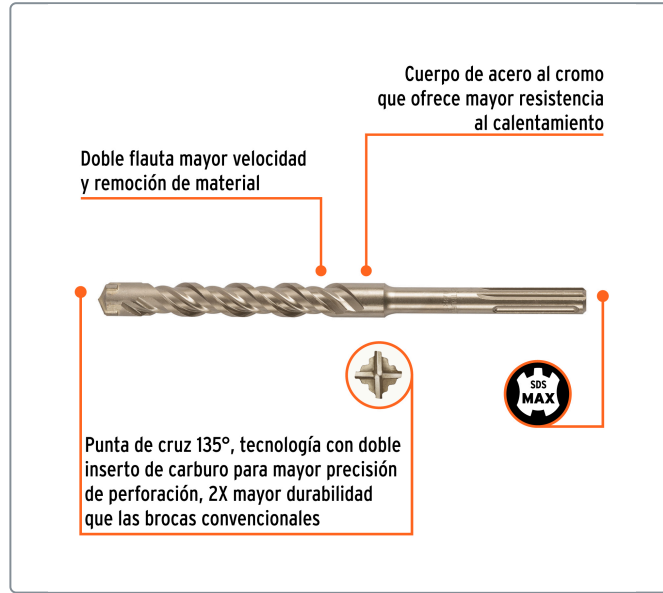 Cuerpo de acero al cromo
que ofrece mayor resistencia
al calentamiento
Doble flauta mayor velocidad
y remoción de material
SDS
MAX
Punta de cruz 135°, tecnología con doble
inserto de carburo para mayor precisión
de perforación, 2X mayor durabilidad
que las brocas convencionales